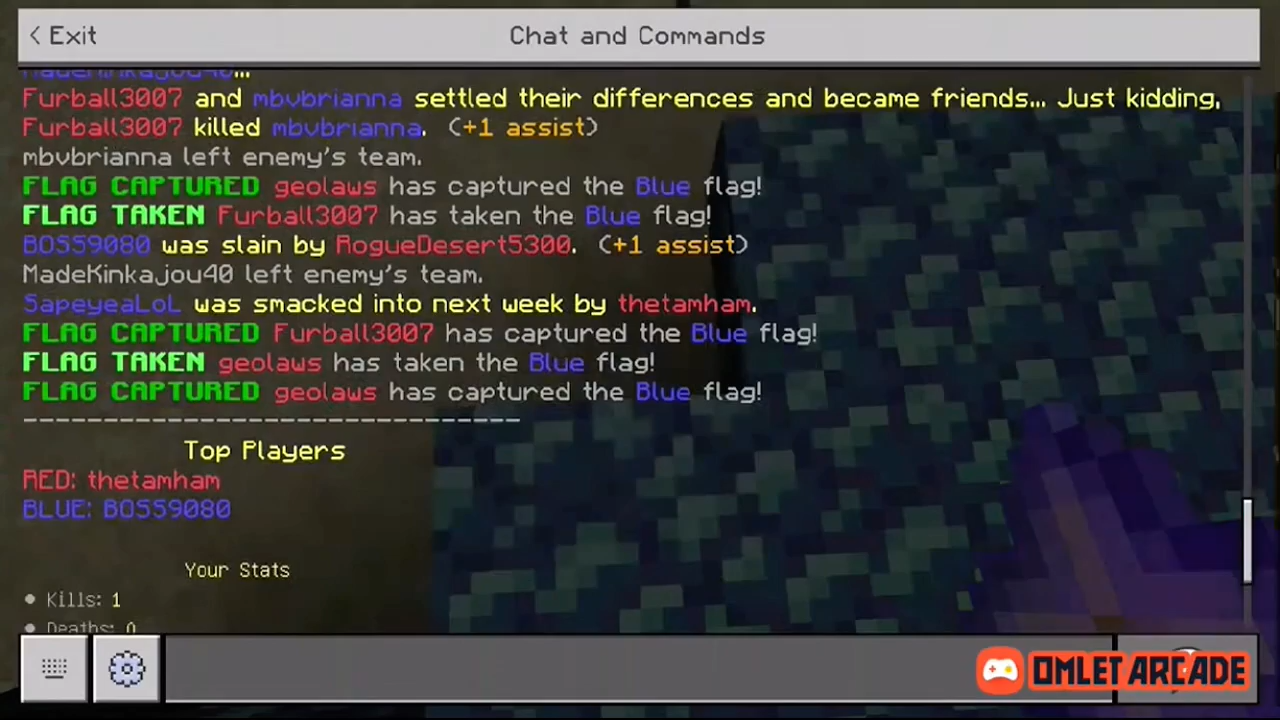 Exit
Chat and Commands
MadeKinkajou40...
Furball3007 and mbvbrianna settled their differences and became friends... Just kidding,
Furball3007 killed mbvbrianna. (+1 assist)
mbvbrianna left enemy's team.
FLAG CAPTURED geolaws has captured the Blue flag!
FLAG TAKEN Furball3007 has taken the Blue flag!
BOSS9080 was slain by RogueDesert5300. (+1 assist)
MadeKinkajou40 left enemy's team.
SapeyeaLoL was smacked into next week by thetamham.
FLAG CAPTURED Furball3007 has captured the Blue flag!
FLAG TAKEN geolaws has taken the Blue flag!
FLAG CAPTURED geolaws has captured the Blue flag!
-------------------------------
Top Players
RED: thetamham
BLUE: BOSS9080
Your Stats
● Kills: 1
● Deaths: 0
OMLET ARCADE